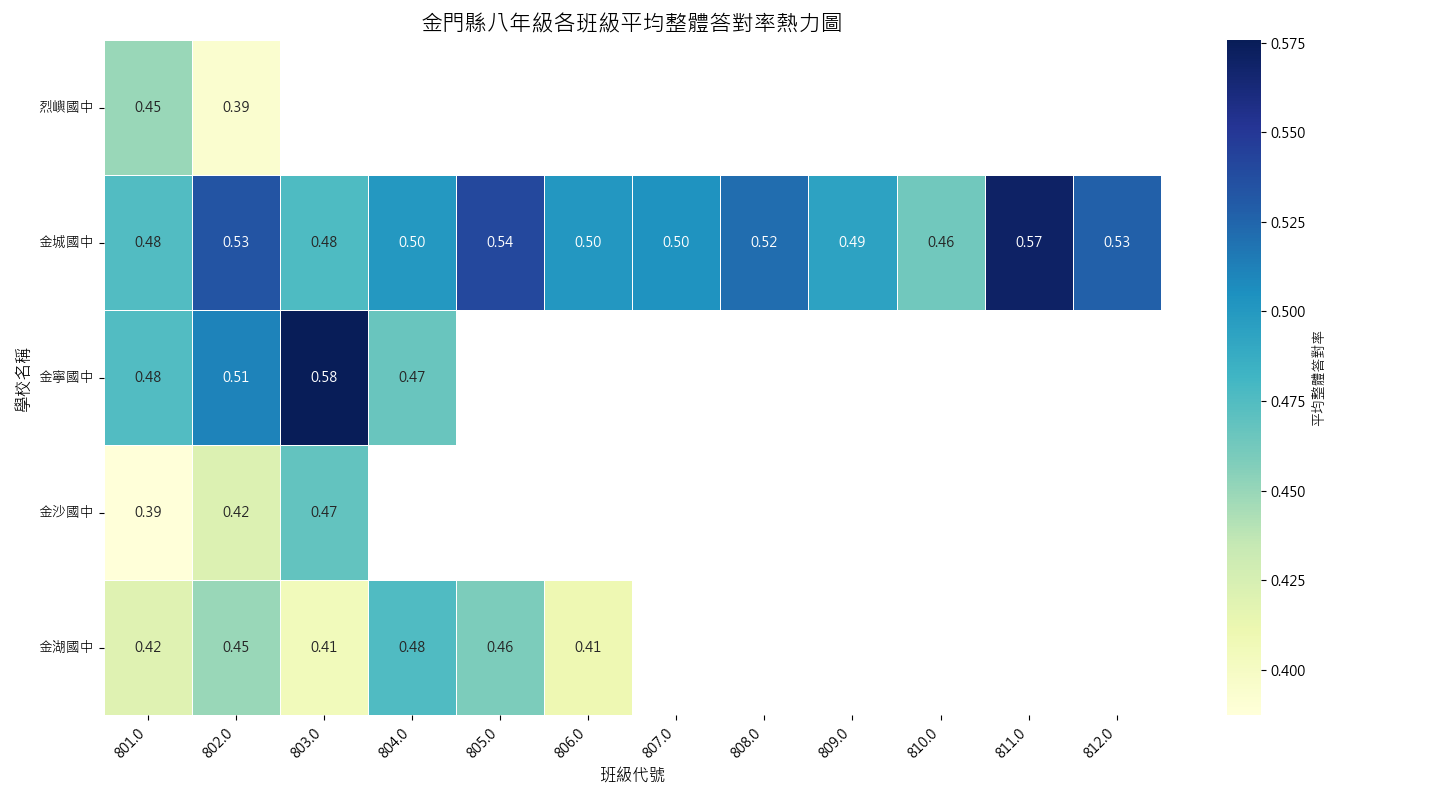 金門縣八年級各班級平均整體答對率熱力圖
學校名稱
烈嶼國中 0.45 0.39
金城國中 0.48 0.53 0.48 0.50 0.54 0.50 0.50 0.52 0.49 0.46 0.57 0.53
金寧國中 0.48 0.51 0.58 0.47
金沙國中 0.39 0.42 0.47
金湖國中 0.42 0.45 0.41 0.48 0.46 0.41
801.0 802.0 803.0 804.0 805.0 806.0 807.0 808.0 809.0 810.0 811.0 812.0
班級代號
0.575
0.550
0.525
0.500
0.475
0.450
0.425
0.400
平均整體答對率